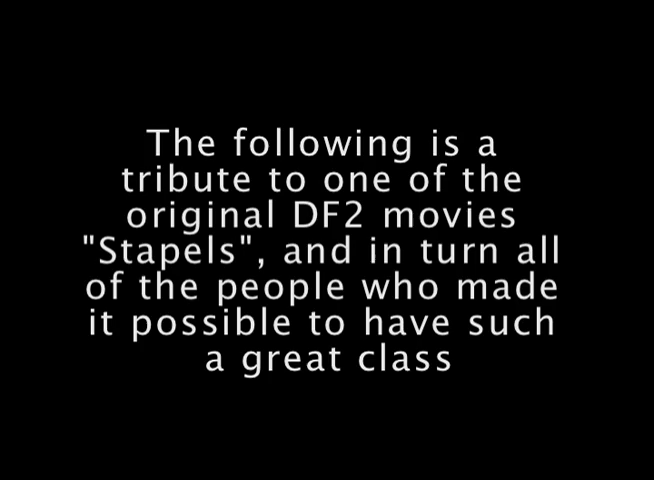 The following is a
tribute to one of the
original DF2 movies
"Stapels", and in turn all
of the people who made
it possible to have such
a great class